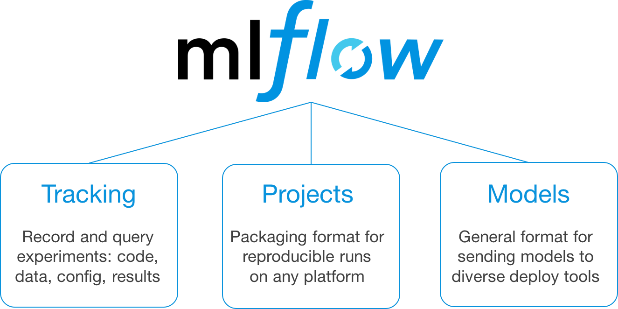 mlflow
Tracking
Record and query
experiments: code,
data, config, results
Projects
Packaging format for
reproducible runs
on any platform
Models
General format for
sending models to
diverse deploy tools